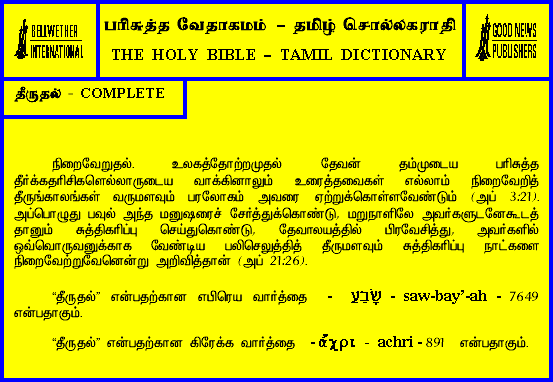 BELLWETHER
INTERNATIONAL
பரிசுத்த வேதாகமம் – தமிழ் சொல்லகராதி
THE HOLY BIBLE – TAMIL DICTIONARY
GOOD NEWS
PUBLISHERS
தீருதல் - COMPLETE
நிறைவேறுதல். உலகத்தோற்றமுதல் தேவன் தம்முடைய பரிசுத்த
தீர்க்கதரிசிகளெல்லாருடைய வாக்கினாலும் உரைத்தவைகள் எல்லாம் நிறைவேறித்
தீருங்காலங்கள் வருமளவும் பரலோகம் அவரை ஏற்றுக்கொள்ளவேண்டும் (அப் 3:21).
அப்பொழுது பவுல் அந்த மனுஷரைச் சேர்த்துக்கொண்டு, மறுநாளிலே அவர்களுடனேகூடத்
தானும் சுத்திகரிப்பு செய்துகொண்டு, தேவாலயத்தில் பிரவேசித்து, அவர்களில்
ஒவ்வொருவனுக்காக வேண்டிய பலிசெலுத்தித் தீருமளவும் சுத்திகரிப்பு நாட்களை
நிறைவேற்றுவேனென்று அறிவித்தான் (அப் 21:26).
“தீருதல்” என்பதற்கான எபிரெய வார்த்தை - שָׂבַע - saw-bay’-ah - 7649
என்பதாகும்.
“தீருதல்” என்பதற்கான கிரேக்க வார்த்தை - ἄχρι - achri - 891 என்பதாகும்.